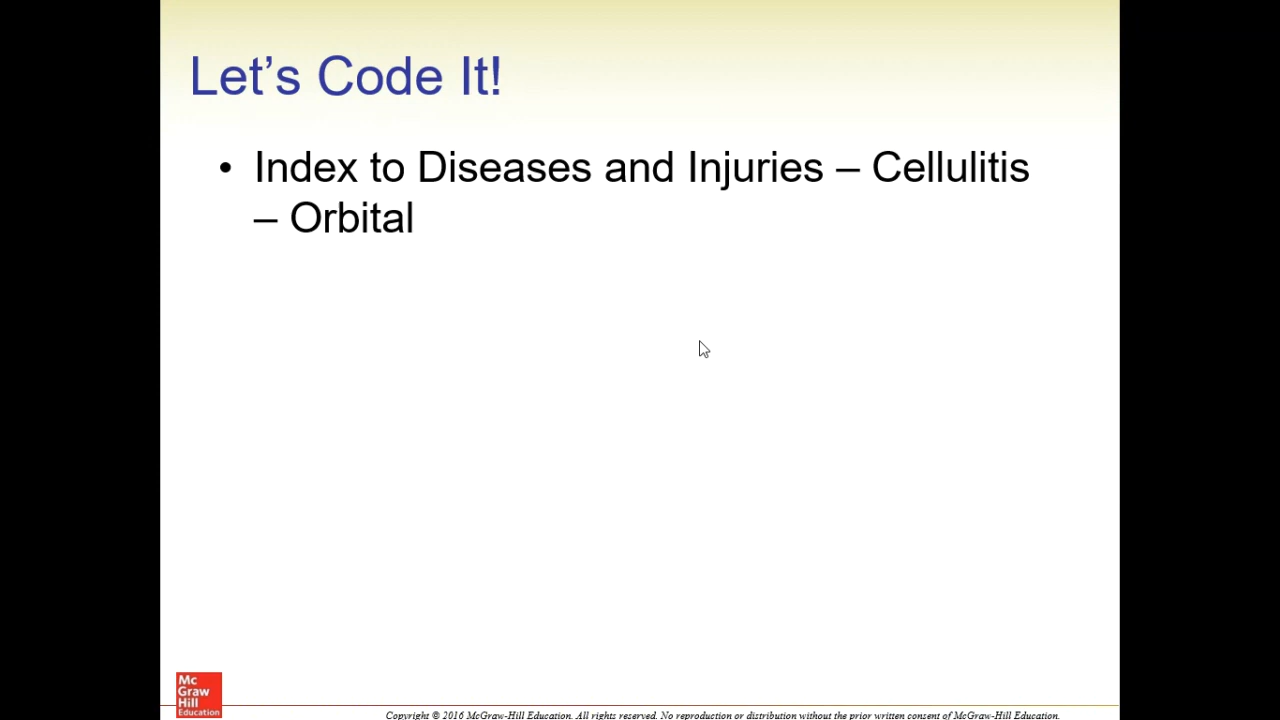 Let’s Code It!
• Index to Diseases and Injuries – Cellulitis
– Orbital
Mc
Graw
Hill
Education
Copyright © 2016 McGraw-Hill Education. All rights reserved. No reproduction or distribution without the prior written consent of McGraw-Hill Education.